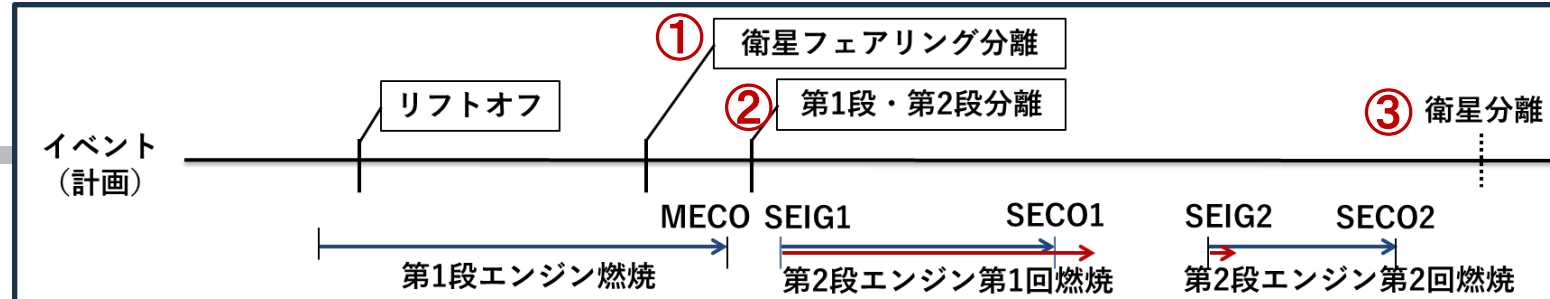 ① 衛星フェアリング分離
リフトオフ
② 第1段・第2段分離
③ 衛星分離
イベント
（計画）
MECO SEIG1 SECO1 SEIG2 SECO2
第1段エンジン燃焼 第2段エンジン第1回燃焼 第2段エンジン第2回燃焼